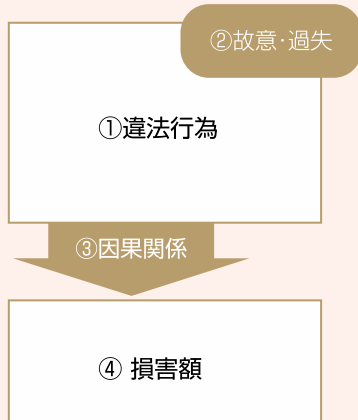 ②故意・過失
①違法行為
③因果関係
④ 損害額